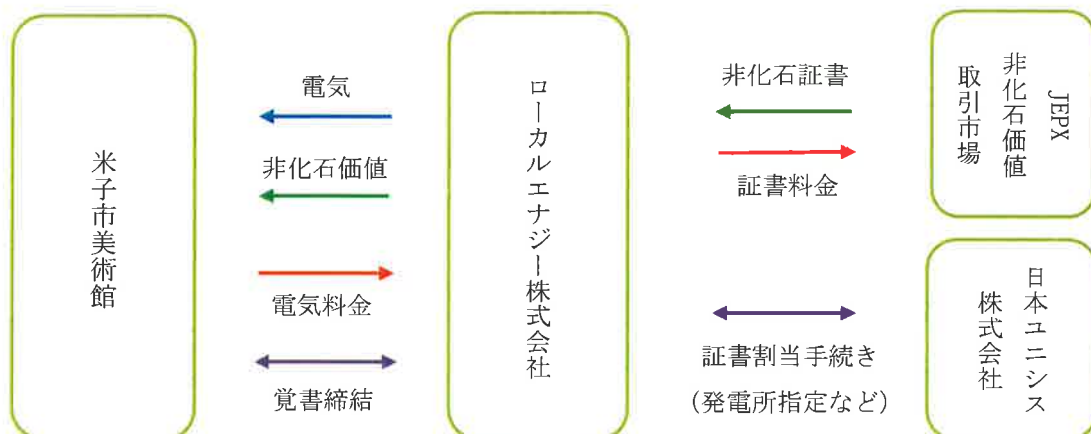 米子市美術館
電気
非化石価値
電気料金
覚書締結
ローカルエナジー株式会社
非化石証書
証書料金
証書割当手続き
（発電所指定など）
JEPX
非化石価値
取引市場
日本ユニシス
株式会社